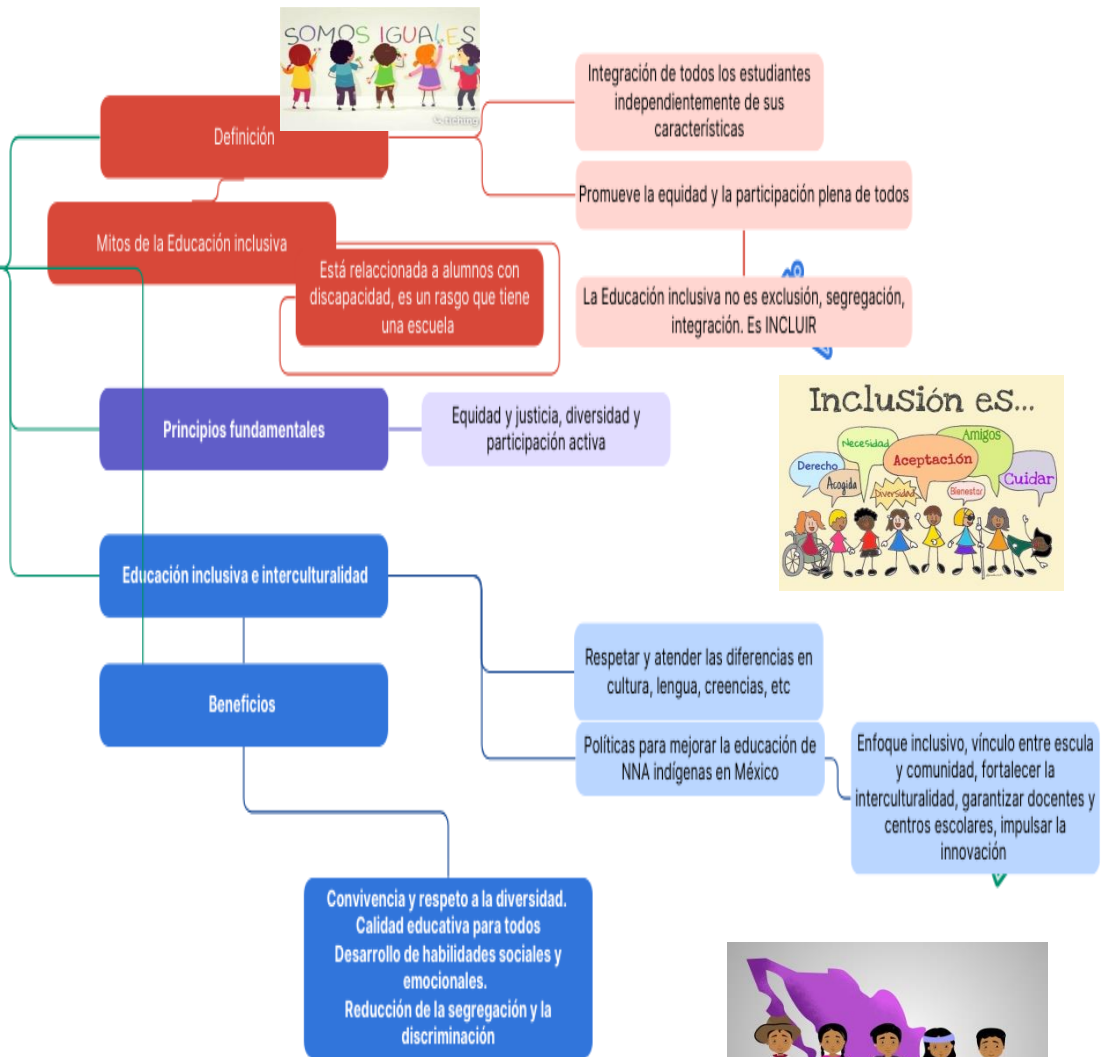 SOMOS IGUALES
tiching
Definición
Integración de todos los estudiantes
independientemente de sus
características
Promueve la equidad y la participación plena de todos
Mitos de la Educación inclusiva
Está relaccionada a alumnos con
discapacidad, es un rasgo que tiene
una escuela
La Educación inclusiva no es exclusión, segregación,
integración. Es INCLUIR
Principios fundamentales
Equidad y justicia, diversidad y
participación activa
Inclusión es...
Necesidad
Amigos
Derecho
Aceptación
Acogida
Diversidad
Bienestar
Cuidar
Educación inclusiva e interculturalidad
Respetar y atender las diferencias en
cultura, lengua, creencias, etc
Beneficios
Políticas para mejorar la educación de
NNA indígenas en México
Enfoque inclusivo, vínculo entre escula
y comunidad, fortalecer la
interculturalidad, garantizar docentes y
centros escolares, impulsar la
innovación
Convivencia y respeto a la diversidad.
Calidad educativa para todos
Desarrollo de habilidades sociales y
emocionales.
Reducción de la segregación y la
discriminación